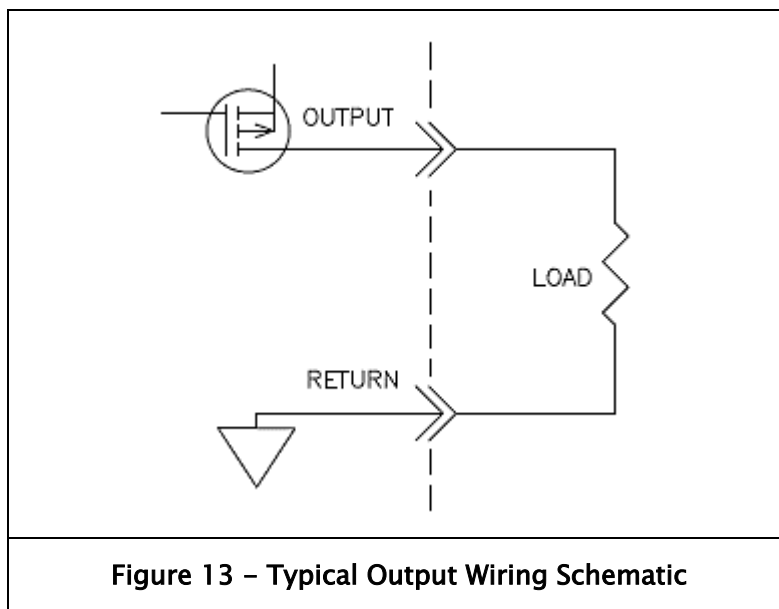 OUTPUT
LOAD
RETURN
Figure 13 – Typical Output Wiring Schematic